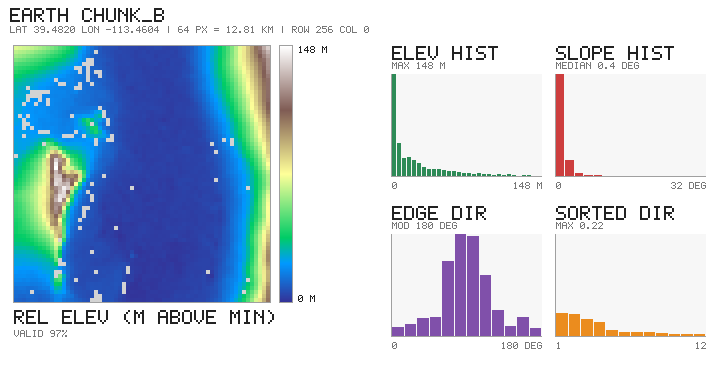 EARTH CHUNK_B
LAT 39.4820 LON -113.4604 | 64 PX = 12.81 KM | ROW 256 COL 0
148 M
0 M
REL ELEV (M ABOVE MIN)
VALID 97%
ELEV HIST
MAX 148 M
0 148 M
SLOPE HIST
MEDIAN 0.4 DEG
0 32 DEG
EDGE DIR
MOD 180 DEG
0 180 DEG
SORTED DIR
MAX 0.22
1 12